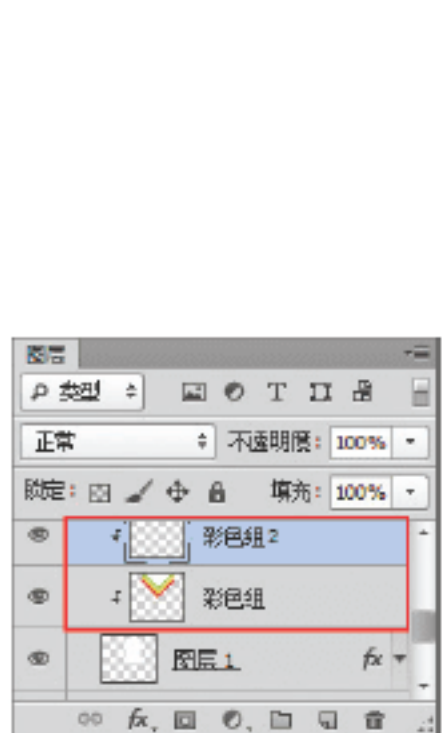 图层
类型
正常 不透明度: 100%
锁定: 填充: 100%
彩色组 2
彩色组
图层 1 fx
fx